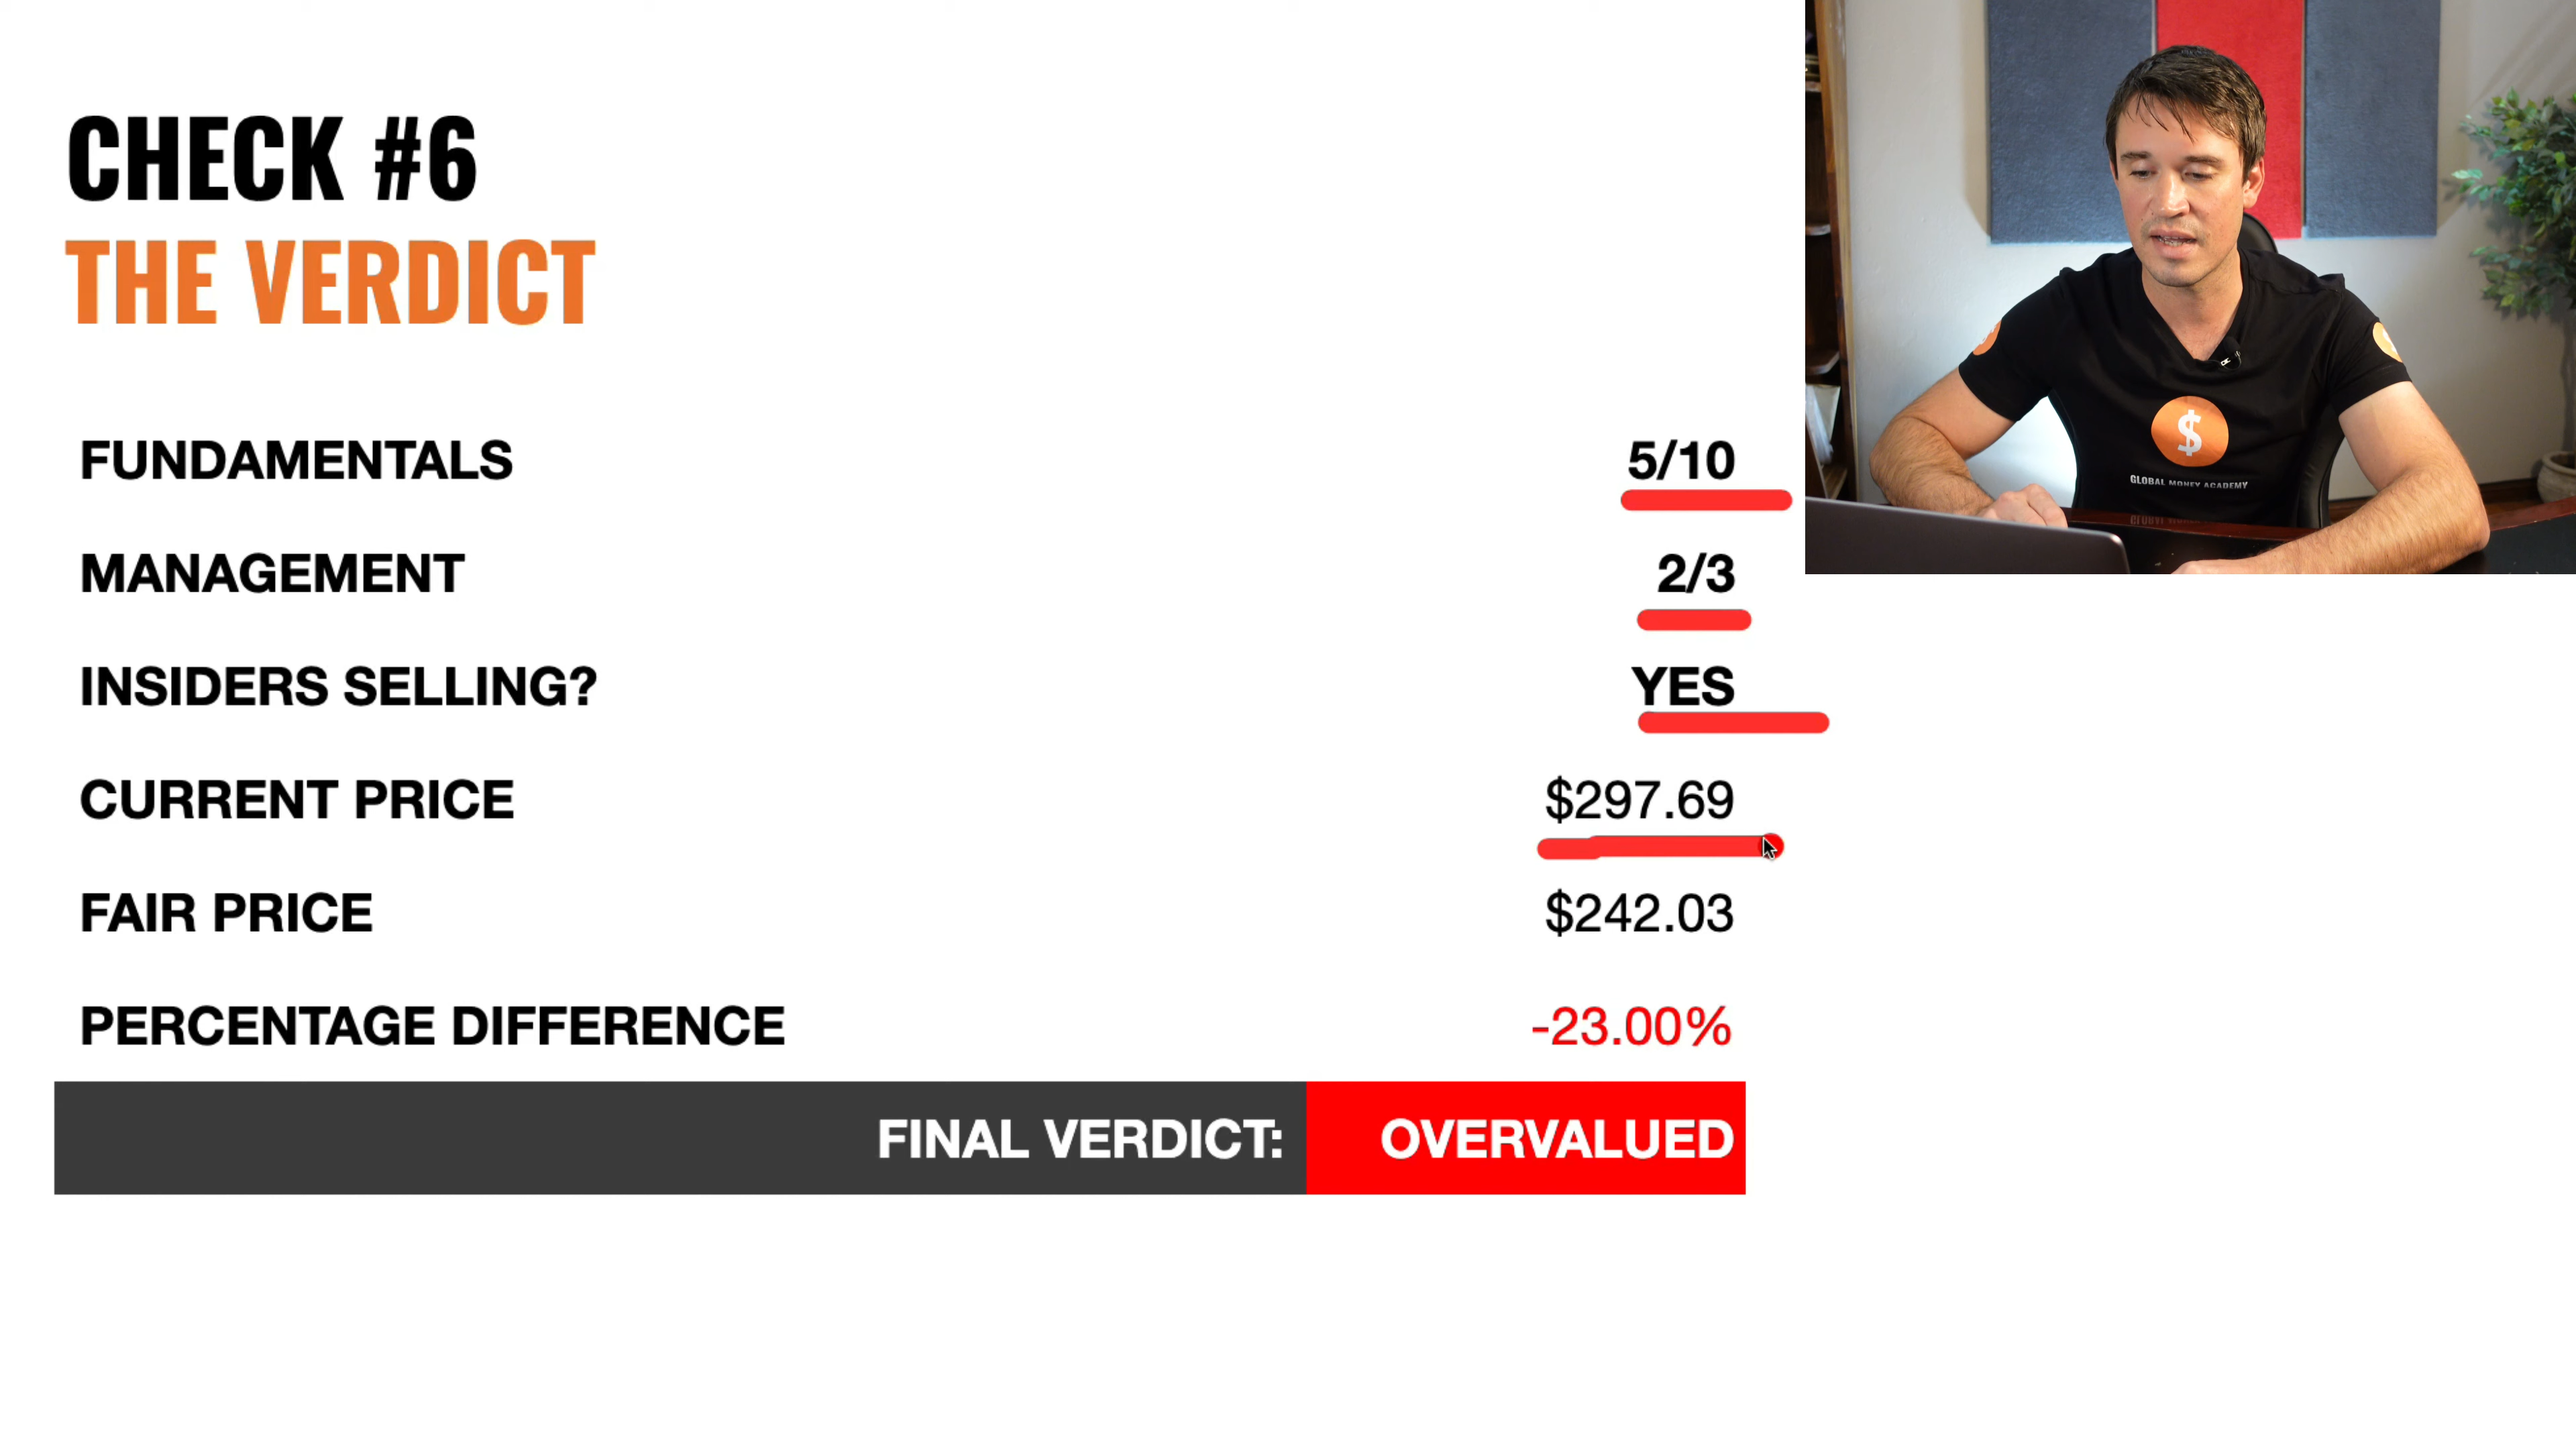 CHECK #6
THE VERDICT
FUNDAMENTALS 5/10
MANAGEMENT 2/3
INSIDERS SELLING? YES
CURRENT PRICE $297.69
FAIR PRICE $242.03
PERCENTAGE DIFFERENCE -23.00%
FINAL VERDICT: OVERVALUED
$
GLOBAL MONEY ACADEMY